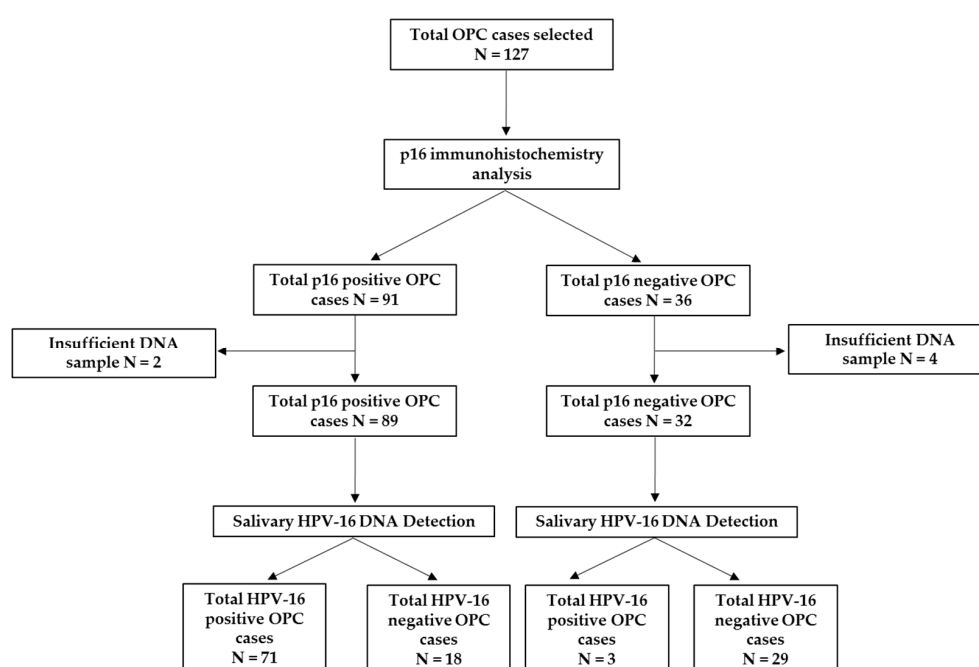 Total OPC cases selected
N = 127
p16 immunohistochemistry
analysis
Total p16 positive OPC
cases N = 91
Total p16 negative OPC
cases N = 36
Insufficient DNA
sample N = 2
Insufficient DNA
sample N = 4
Total p16 positive OPC
cases N = 89
Total p16 negative OPC
cases N = 32
Salivary HPV-16 DNA Detection
Salivary HPV-16 DNA Detection
Total HPV-16
positive OPC
cases
N = 71
Total HPV-16
negative OPC
cases
N = 18
Total HPV-16
positive OPC
cases
N = 3
Total HPV-16
negative OPC
cases
N = 29